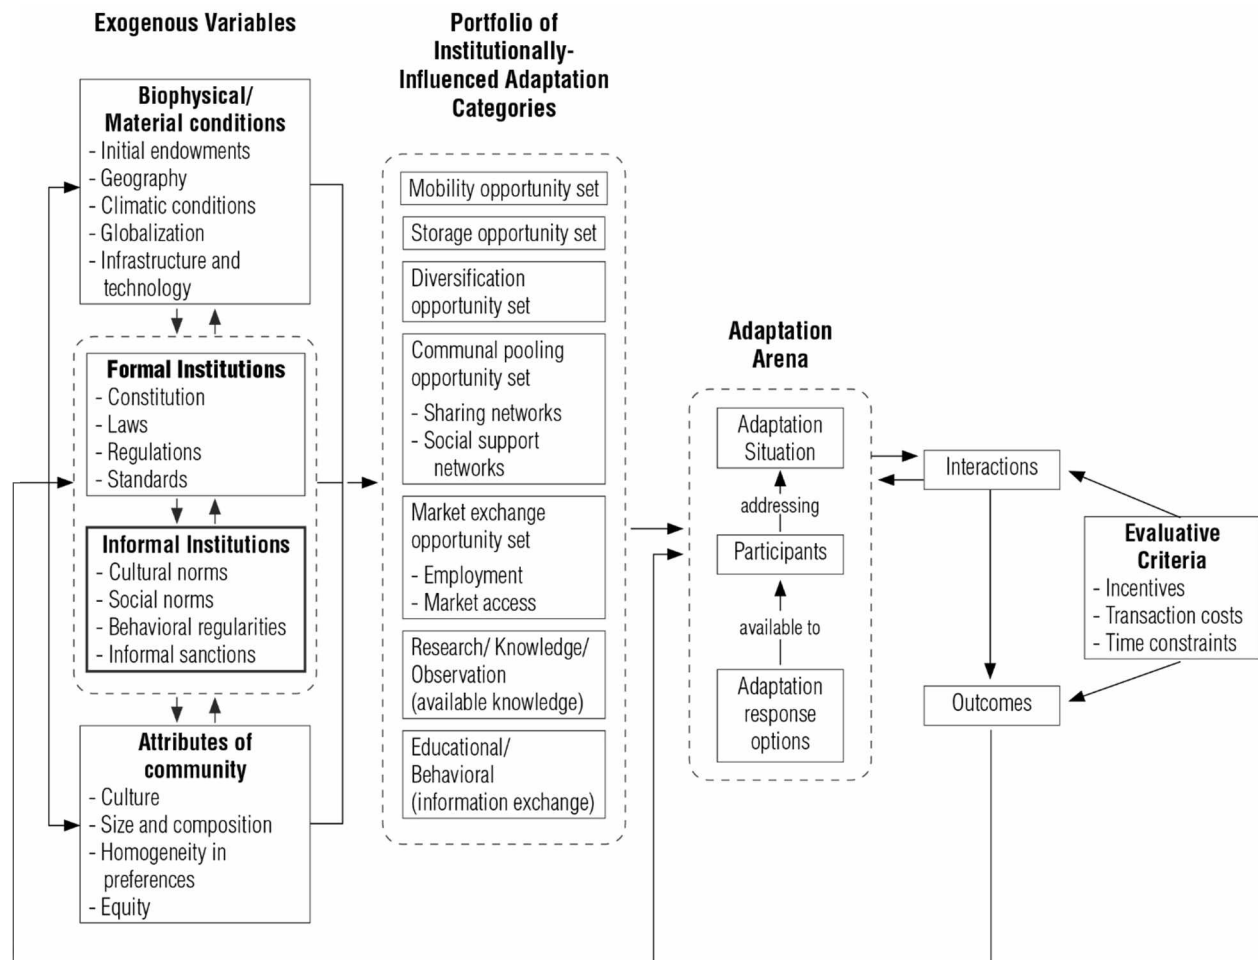 Exogenous Variables
Biophysical/
Material conditions
- Initial endowments
- Geography
- Climatic conditions
- Globalization
- Infrastructure and
technology
Formal Institutions
- Constitution
- Laws
- Regulations
- Standards
Informal Institutions
- Cultural norms
- Social norms
- Behavioral regularities
- Informal sanctions
Attributes of
community
- Culture
- Size and composition
- Homogeneity in
preferences
- Equity
Portfolio of
Institutionally-
Influenced Adaptation
Categories
Mobility opportunity set
Storage opportunity set
Diversification
opportunity set
Communal pooling
opportunity set
- Sharing networks
- Social support
networks
Market exchange
opportunity set
- Employment
- Market access
Research/ Knowledge/
Observation
(available knowledge)
Educational/
Behavioral
(information exchange)
Adaptation
Arena
Adaptation
Situation
addressing
Participants
available to
Adaptation
response
options
Interactions
Outcomes
Evaluative
Criteria
- Incentives
- Transaction costs
- Time constraints